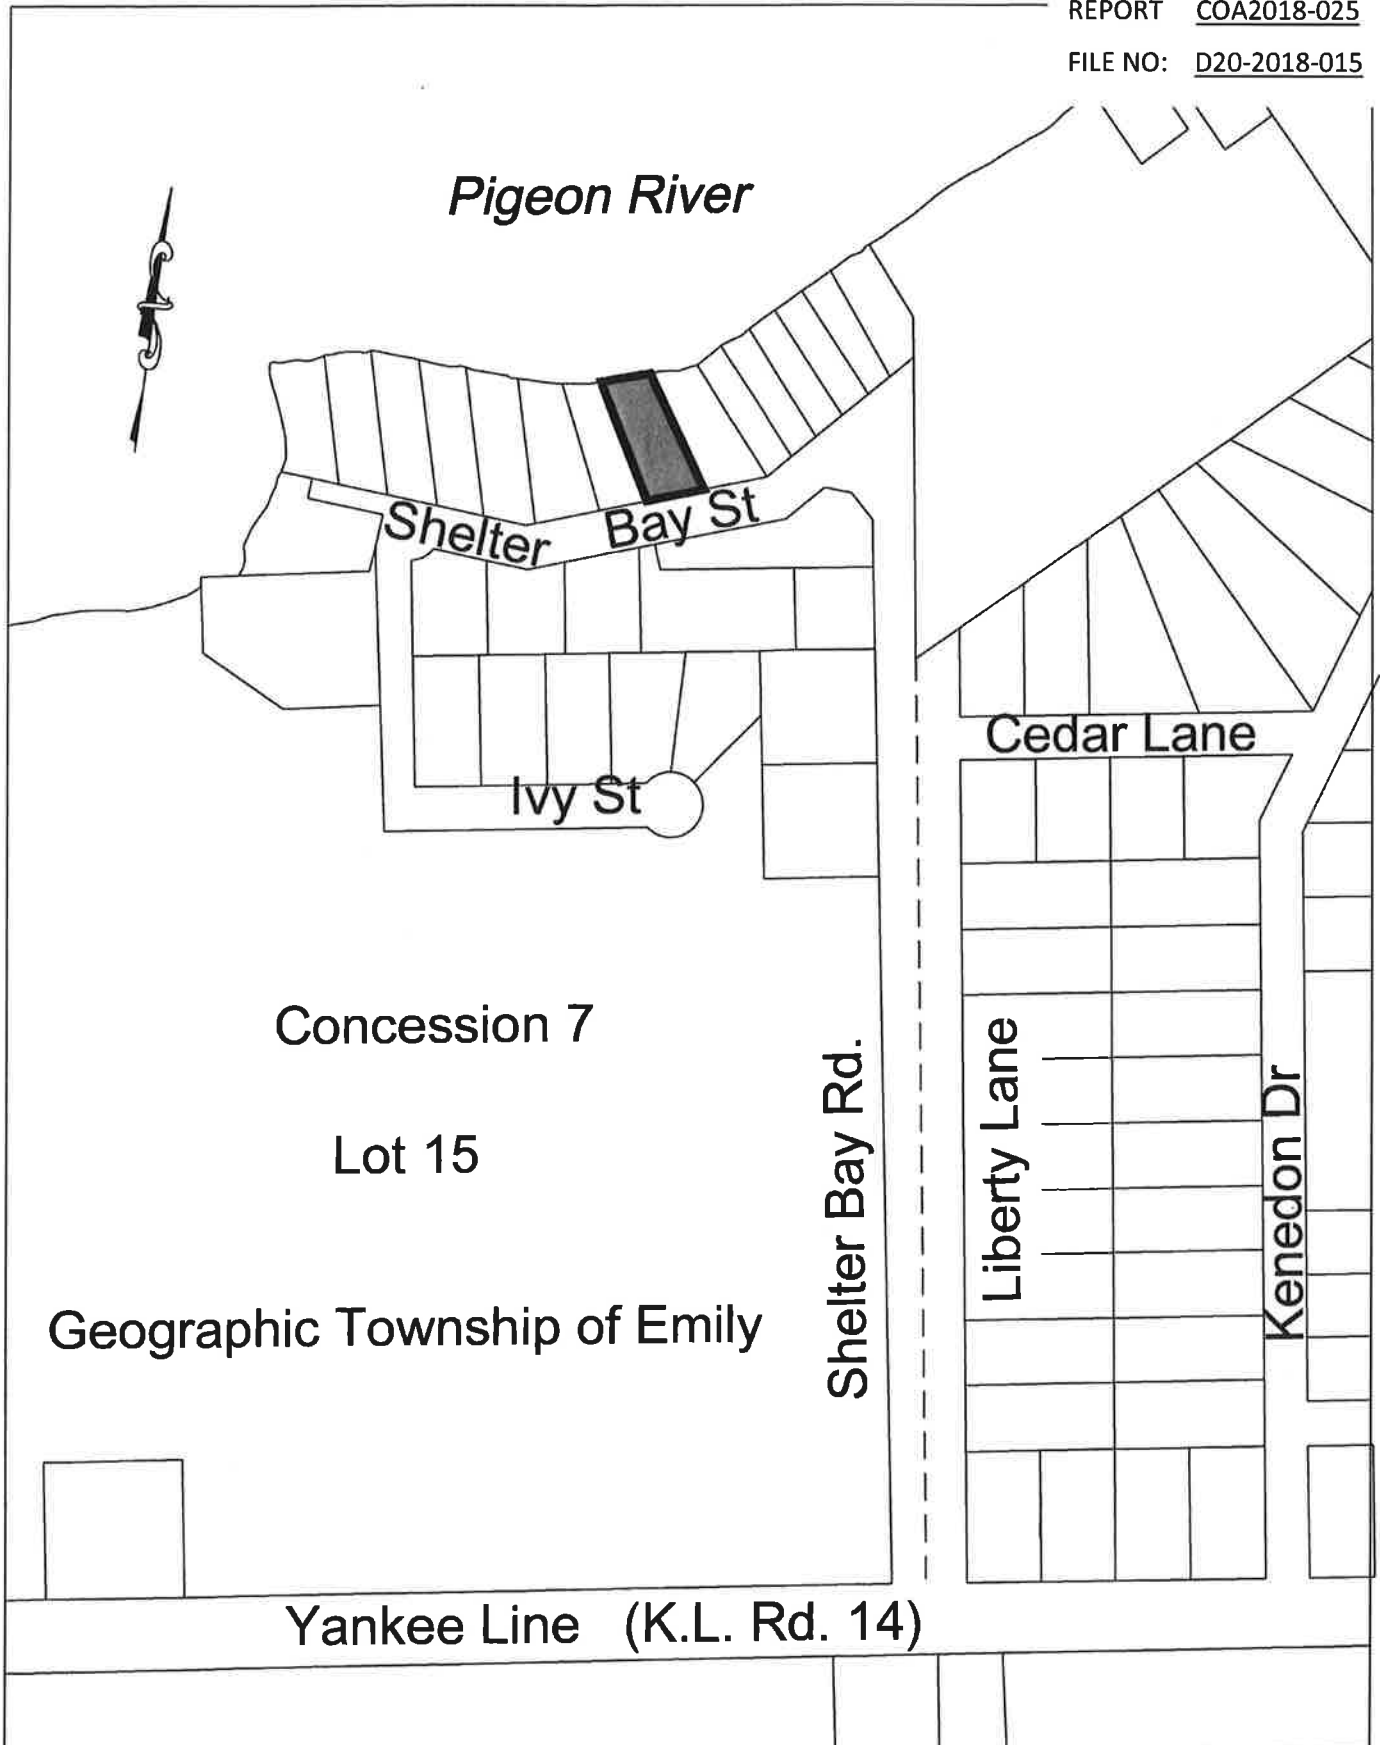 REPORT COA2018-025
FILE NO: D20-2018-015
Pigeon River
Shelter Bay St
Cedar Lane
Ivy St
Concession 7
Lot 15
Geographic Township of Emily
Shelter Bay Rd.
Liberty Lane
Kenedon Dr
Yankee Line (K.L. Rd. 14)